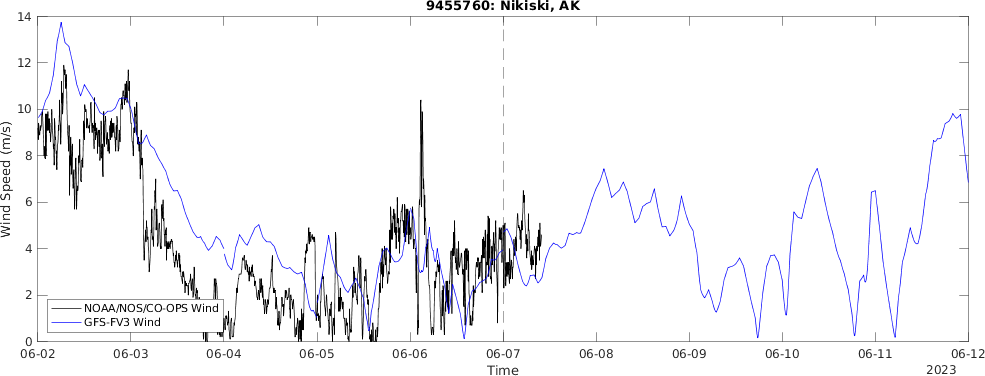 9455760: Nikiski, AK
14
12
10
8
6
4
2
0
Wind Speed (m/s)
NOAA/NOS/CO-OPS Wind
GFS-FV3 Wind
06-02 06-03 06-04 06-05 06-06 06-07 06-08 06-09 06-10 06-11 06-12
Time
2023